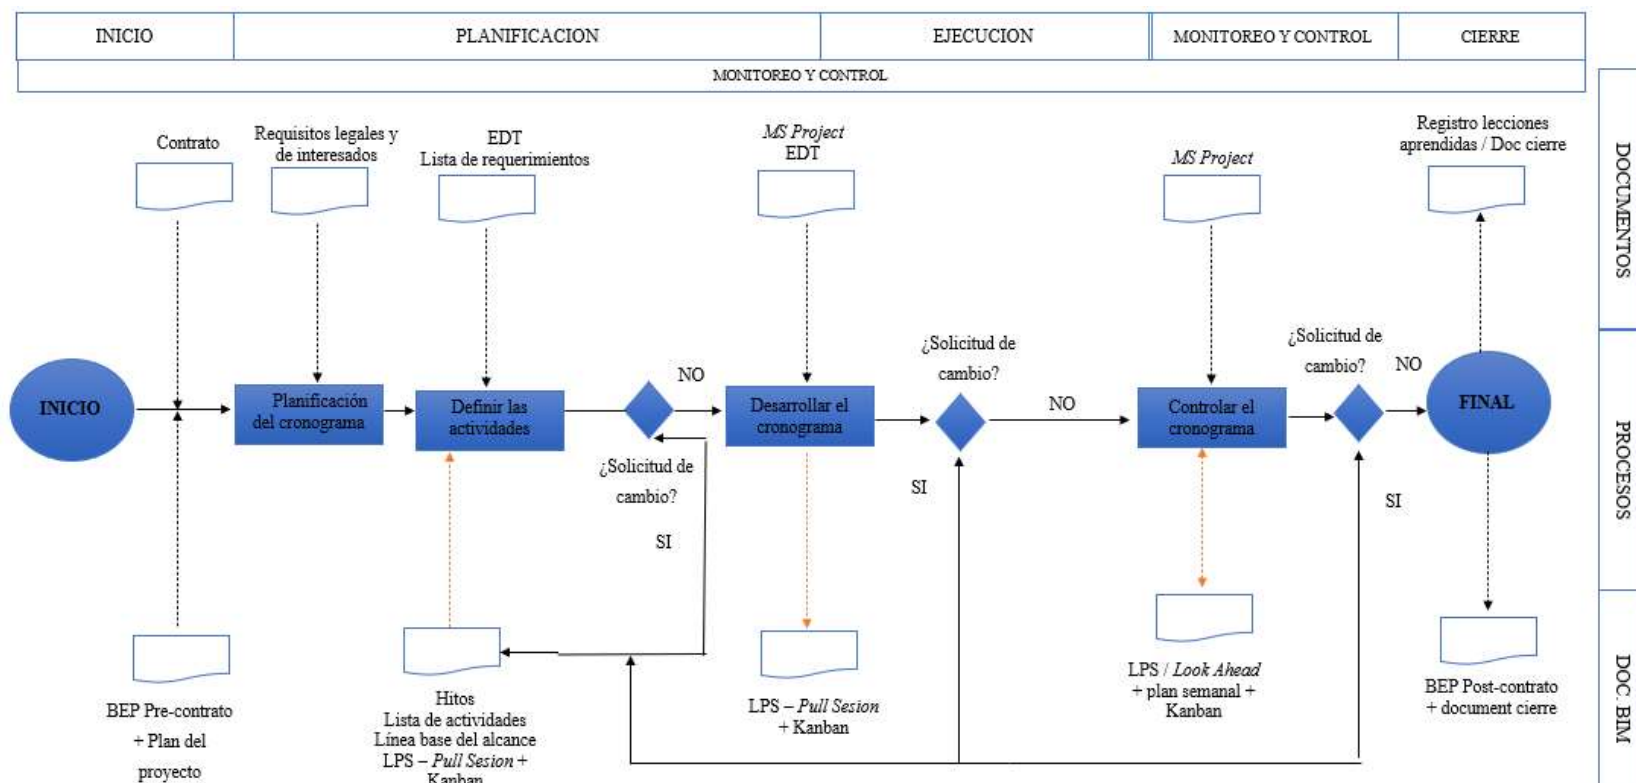 INICIO
PLANIFICACION
EJECUCION
MONITOREO Y CONTROL
CIERRE
MONITOREO Y CONTROL
DOCUMENTOS
Contrato
Requisitos legales y
de interesados
EDT
Lista de requerimientos
MS Project
EDT
MS Project
Registro lecciones
aprendidas / Doc cierre
PROCESOS
INICIO
Planificación
del cronograma
Definir las
actividades
NO
¿Solicitud de
cambio?
SI
Desarrollar el
cronograma
¿Solicitud de
cambio?
NO
SI
Controlar el
cronograma
¿Solicitud de
cambio?
NO
SI
FINAL
DOC. BIM
BEP Pre-contrato
+ Plan del
proyecto
Hitos
Lista de actividades
Línea base del alcance
LPS – Pull Sesion +
Kanban
LPS – Pull Sesion
+ Kanban
LPS / Look Ahead
+ plan semanal +
Kanban
BEP Post-contrato
+ document cierre